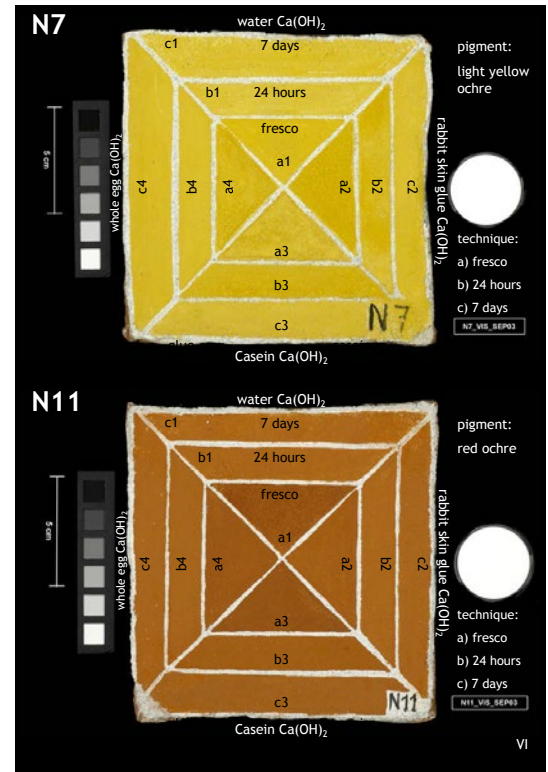 N7
water Ca(OH)₂
c1
7 days
b1
24 hours
fresco
a1
a2
b2
c2
a3
b3
c3
a4
b4
c4
whole egg Ca(OH)₂
rabbit skin glue Ca(OH)₂
Casein Ca(OH)₂
5 cm
N7
pigment:
light yellow
ochre
technique:
a) fresco
b) 24 hours
c) 7 days
N7_VIS_SEP03
N11
water Ca(OH)₂
c1
7 days
b1
24 hours
fresco
a1
a2
b2
c2
a3
b3
c3
a4
b4
c4
whole egg Ca(OH)₂
rabbit skin glue Ca(OH)₂
Casein Ca(OH)₂
5 cm
N11
pigment:
red ochre
technique:
a) fresco
b) 24 hours
c) 7 days
N11_VIS_SEP03
VI